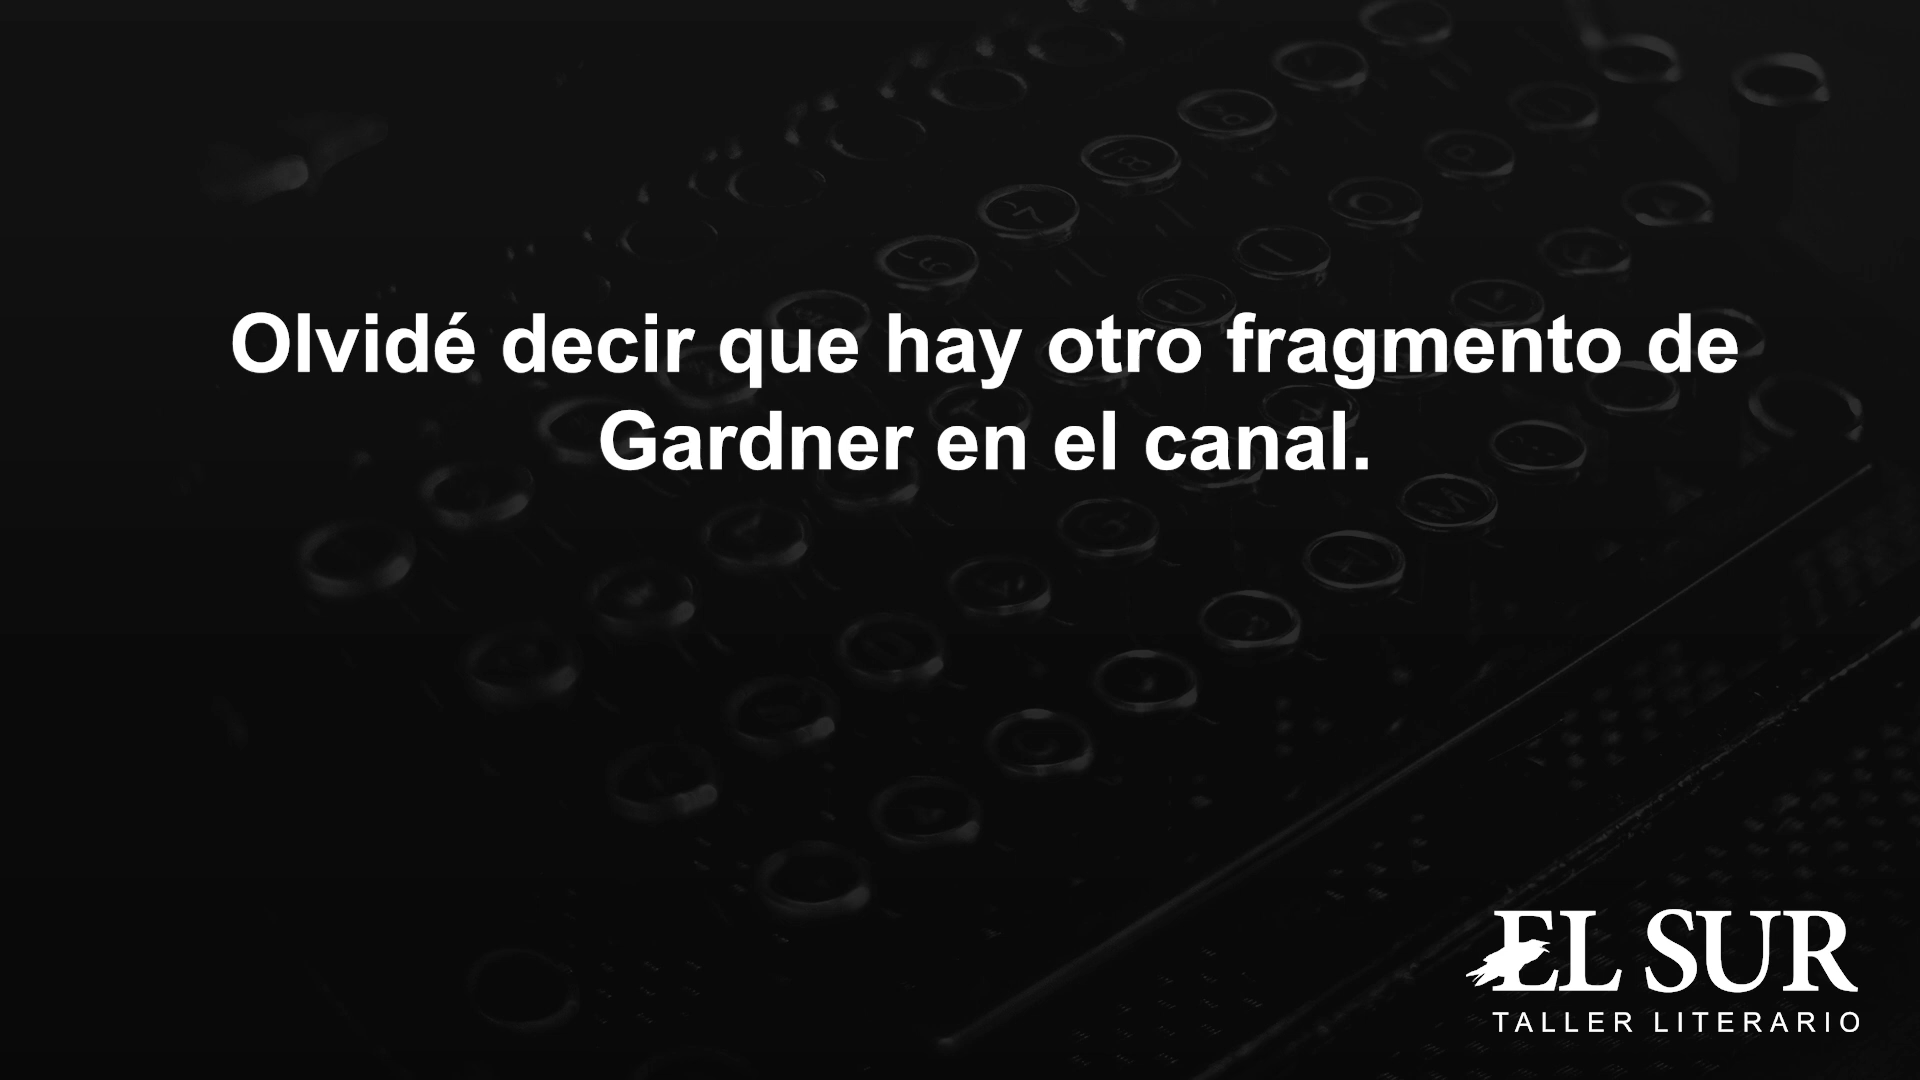 Olvidé decir que hay otro fragmento de
Gardner en el canal.
EL SUR
TALLER LITERARIO